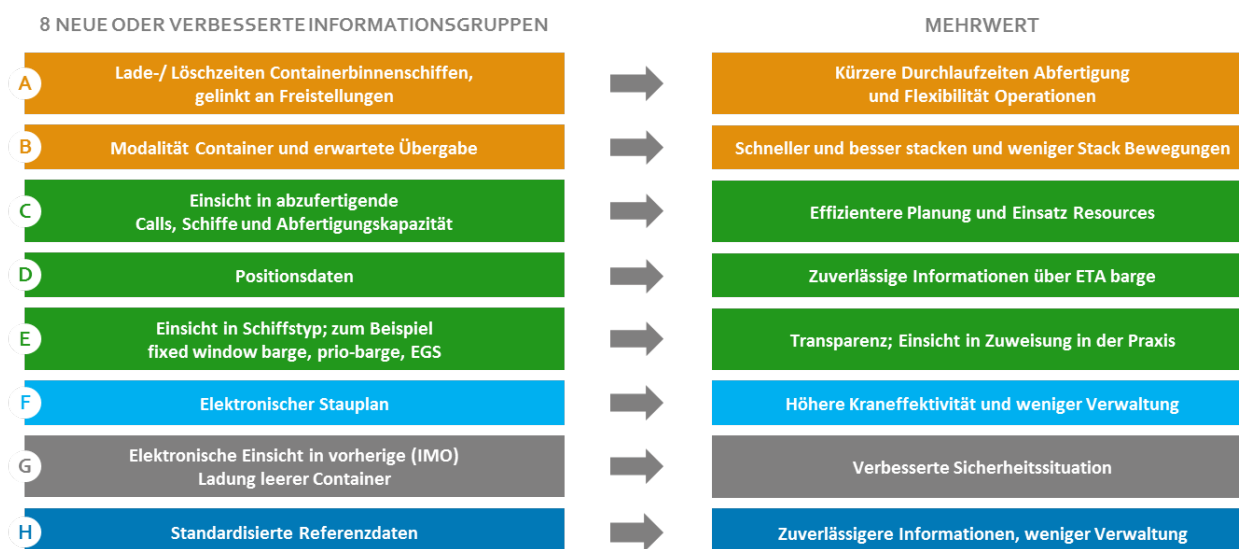 8 NEUE ODER VERBESSERTE INFORMATIONSGRUPPEN
MEHRWERT
A
Lade-/ Löschzeiten Containerbinnenschiffen,
gelinkt an Freistellungen
Kürzere Durchlaufzeiten Abfertigung
und Flexibilität Operationen
B
Modalität Container und erwartete Übergabe
Schneller und besser stacken und weniger Stack Bewegungen
C
Einsicht in abzufertigende
Calls, Schiffe und Abfertigungskapazität
Effizientere Planung und Einsatz Resources
D
Positionsdaten
Zuverlässige Informationen über ETA barge
E
Einsicht in Schiffstyp; zum Beispiel
fixed window barge, prio-barge, EGS
Transparenz; Einsicht in Zuweisung in der Praxis
F
Elektronischer Stauplan
Höhere Kraneffektivität und weniger Verwaltung
G
Elektronische Einsicht in vorherige (IMO)
Ladung leerer Container
Verbesserte Sicherheitssituation
H
Standardisierte Referenzdaten
Zuverlässigere Informationen, weniger Verwaltung